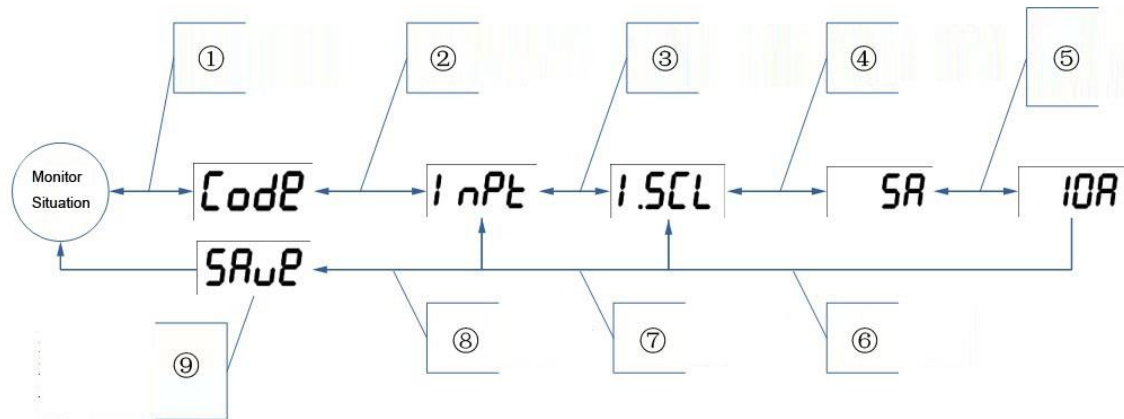 ① ② ③ ④ ⑤
Monitor
Situation
CodE InPt I.SCL 5A 10A
SAvE
⑨ ⑧ ⑦ ⑥